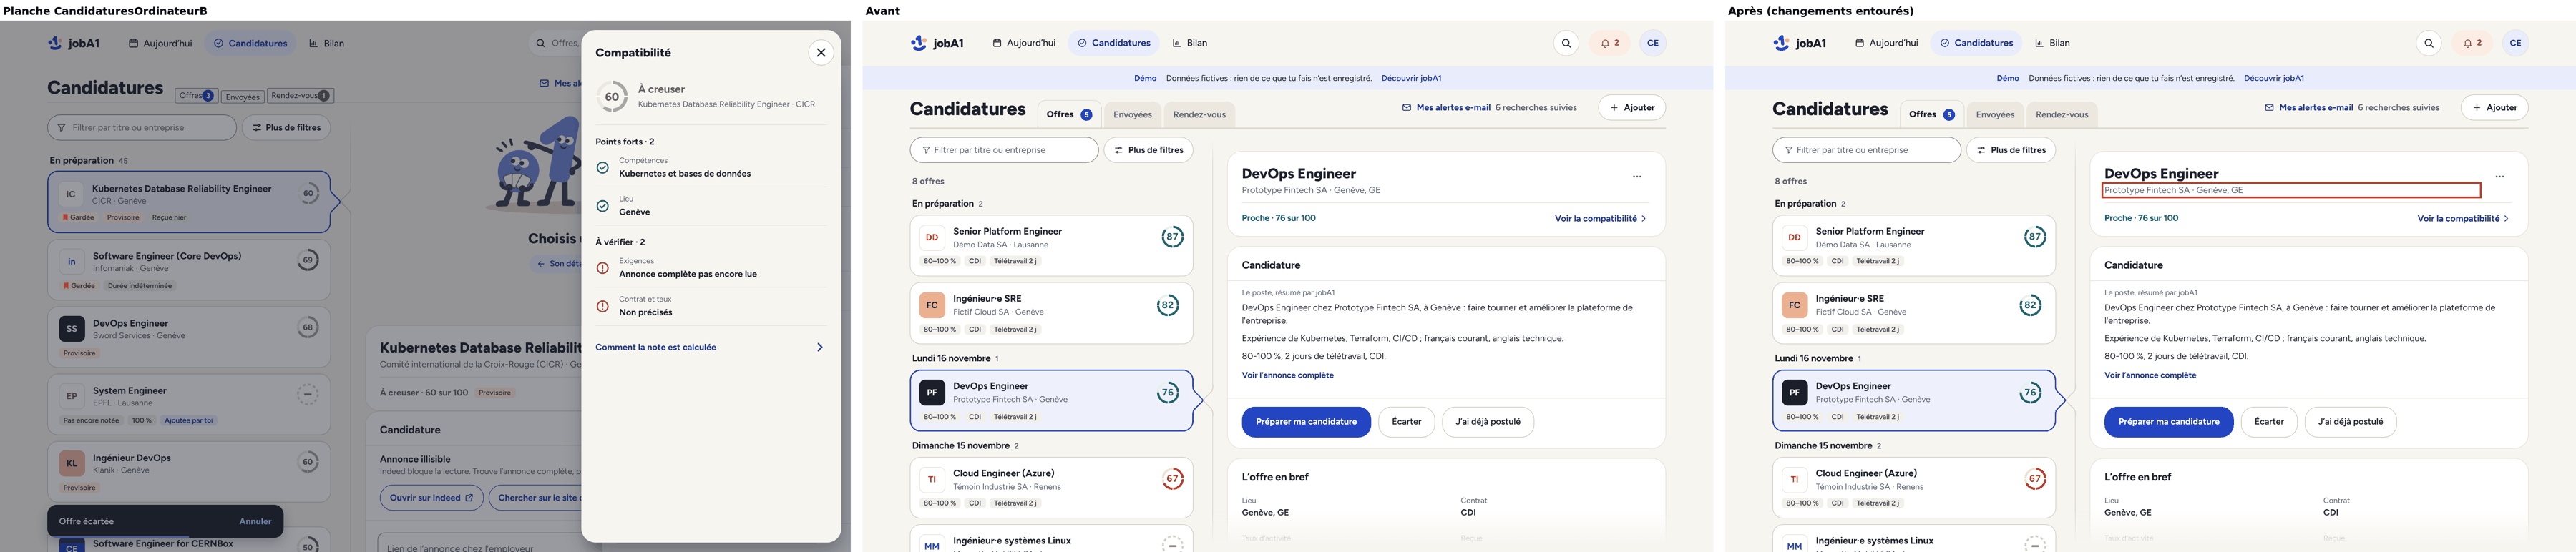 Planche CandidaturesOrdinateurB
jobA1
Aujourd'hui
Candidatures
Bilan
Offres,
Candidatures
Offres 3
Envoyées
Rendez-vous 1
Mes al
Filtrer par titre ou entreprise
Plus de filtres
En préparation 45
IC
Kubernetes Database Reliability Engineer
CICR · Genève
60
Gardée
Provisoire
Reçue hier
in
Software Engineer (Core DevOps)
Infomaniak · Genève
69
Gardée
Durée indéterminée
SS
DevOps Engineer
Sword Services · Genève
68
Provisoire
EP
System Engineer
EPFL · Lausanne
Pas encore notée
100 %
Ajoutée par toi
KL
Ingénieur DevOps
Klanik · Genève
60
Provisoire
Offre écartée
Annuler
CE
Software Engineer for CERNBox
50
Choisis
Son déta
Kubernetes Database Reliabilit
Comité international de la Croix-Rouge (CICR) · Ge
À creuser · 60 sur 100
Provisoire
Candidature
Annonce illisible
Indeed bloque la lecture. Trouve l'annonce complète, p
Ouvrir sur Indeed
Chercher sur le site d
Lien de l'annonce chez l'employeur
Compatibilité
60
À creuser
Kubernetes Database Reliability Engineer · CICR
Points forts · 2
Compétences
Kubernetes et bases de données
Lieu
Genève
À vérifier · 2
Exigences
Annonce complète pas encore lue
Contrat et taux
Non précisés
Comment la note est calculée
Avant
jobA1
Aujourd'hui
Candidatures
Bilan
2
CE
Démo Données fictives : rien de ce que tu fais n'est enregistré. Découvrir jobA1
Candidatures
Offres 5
Envoyées
Rendez-vous
Mes alertes e-mail 6 recherches suivies
Ajouter
Filtrer par titre ou entreprise
Plus de filtres
8 offres
En préparation 2
DD
Senior Platform Engineer
Démo Data SA · Lausanne
87
80–100 %
CDI
Télétravail 2 j
FC
Ingénieur·e SRE
Fictif Cloud SA · Genève
82
80–100 %
CDI
Télétravail 2 j
Lundi 16 novembre 1
PF
DevOps Engineer
Prototype Fintech SA · Genève
76
80–100 %
CDI
Télétravail 2 j
Dimanche 15 novembre 2
TI
Cloud Engineer (Azure)
Témoin Industrie SA · Renens
67
80–100 %
CDI
Télétravail 2 j
MM
Ingénieur·e systèmes Linux
DevOps Engineer
Prototype Fintech SA · Genève, GE
Proche · 76 sur 100
Voir la compatibilité
Candidature
Le poste, résumé par jobA1
DevOps Engineer chez Prototype Fintech SA, à Genève : faire tourner et améliorer la plateforme de
l'entreprise.
Expérience de Kubernetes, Terraform, CI/CD ; français courant, anglais technique.
80-100 %, 2 jours de télétravail, CDI.
Voir l'annonce complète
Préparer ma candidature
Écarter
J'ai déjà postulé
L'offre en bref
Lieu
Genève, GE
Contrat
CDI
Taux d'activité
Reçue
Après (changements entourés)
jobA1
Aujourd'hui
Candidatures
Bilan
2
CE
Démo Données fictives : rien de ce que tu fais n'est enregistré. Découvrir jobA1
Candidatures
Offres 5
Envoyées
Rendez-vous
Mes alertes e-mail 6 recherches suivies
Ajouter
Filtrer par titre ou entreprise
Plus de filtres
8 offres
En préparation 2
DD
Senior Platform Engineer
Démo Data SA · Lausanne
87
80–100 %
CDI
Télétravail 2 j
FC
Ingénieur·e SRE
Fictif Cloud SA · Genève
82
80–100 %
CDI
Télétravail 2 j
Lundi 16 novembre 1
PF
DevOps Engineer
Prototype Fintech SA · Genève
76
80–100 %
CDI
Télétravail 2 j
Dimanche 15 novembre 2
TI
Cloud Engineer (Azure)
Témoin Industrie SA · Renens
67
80–100 %
CDI
Télétravail 2 j
MM
Ingénieur·e systèmes Linux
DevOps Engineer
Prototype Fintech SA · Genève, GE
Proche · 76 sur 100
Voir la compatibilité
Candidature
Le poste, résumé par jobA1
DevOps Engineer chez Prototype Fintech SA, à Genève : faire tourner et améliorer la plateforme de
l'entreprise.
Expérience de Kubernetes, Terraform, CI/CD ; français courant, anglais technique.
80-100 %, 2 jours de télétravail, CDI.
Voir l'annonce complète
Préparer ma candidature
Écarter
J'ai déjà postulé
L'offre en bref
Lieu
Genève, GE
Contrat
CDI
Taux d'activité
Reçue